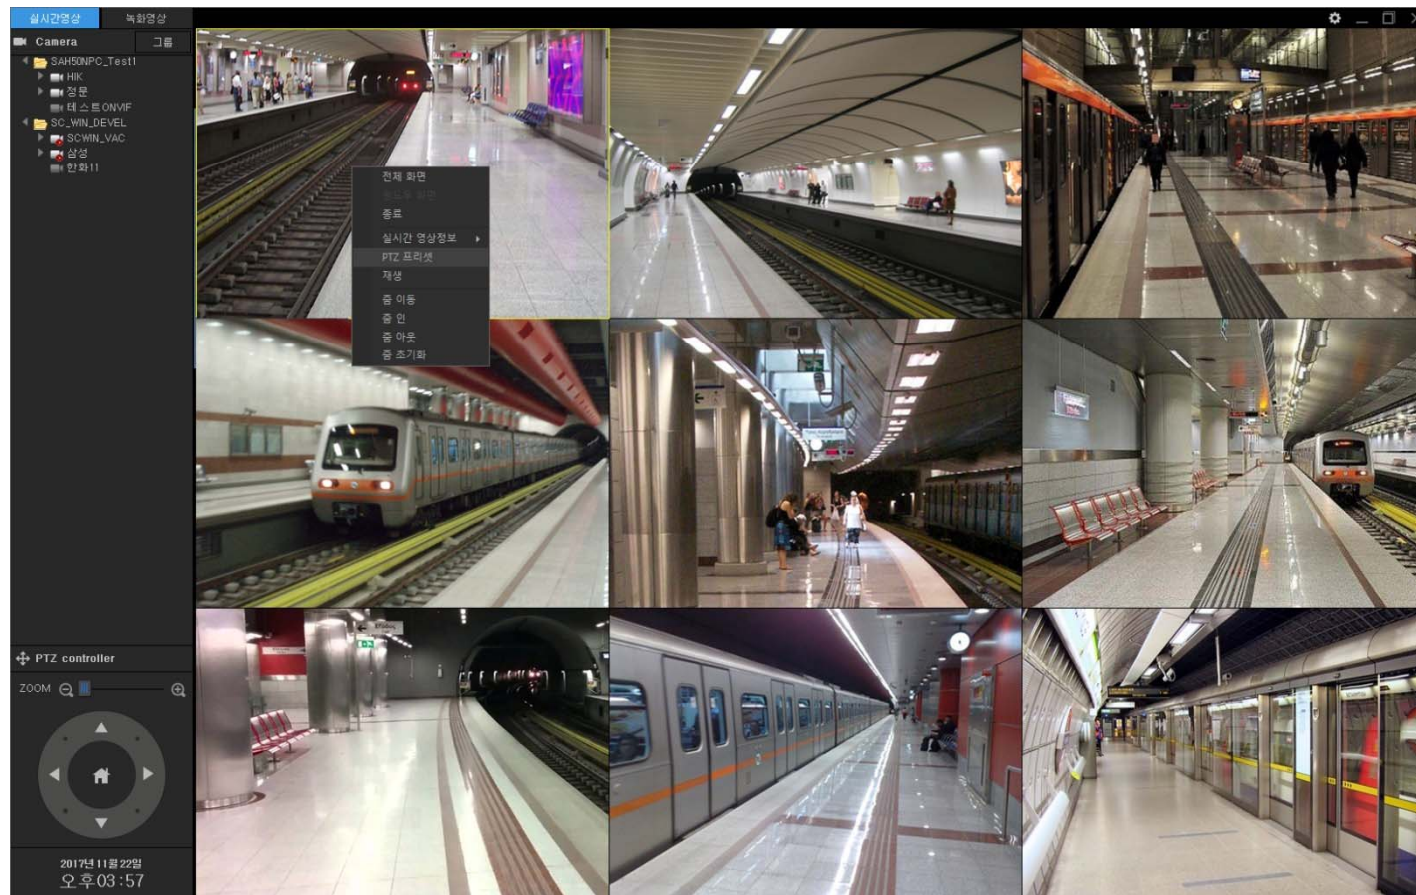 실시간영상
녹화영상
Camera
그룹
SAH50NPC_Test1
HIK
정문
테스트ONVIF
SC_WIN_DEVEL
SCWIN_VAC
삼성
한화11
전체 화면
종료
실시간 영상정보
PTZ 프리셋
재생
줌 이동
줌 인
줌 아웃
줌 초기화
PTZ controller
ZOOM
2017년 11월 22일
오후03:57